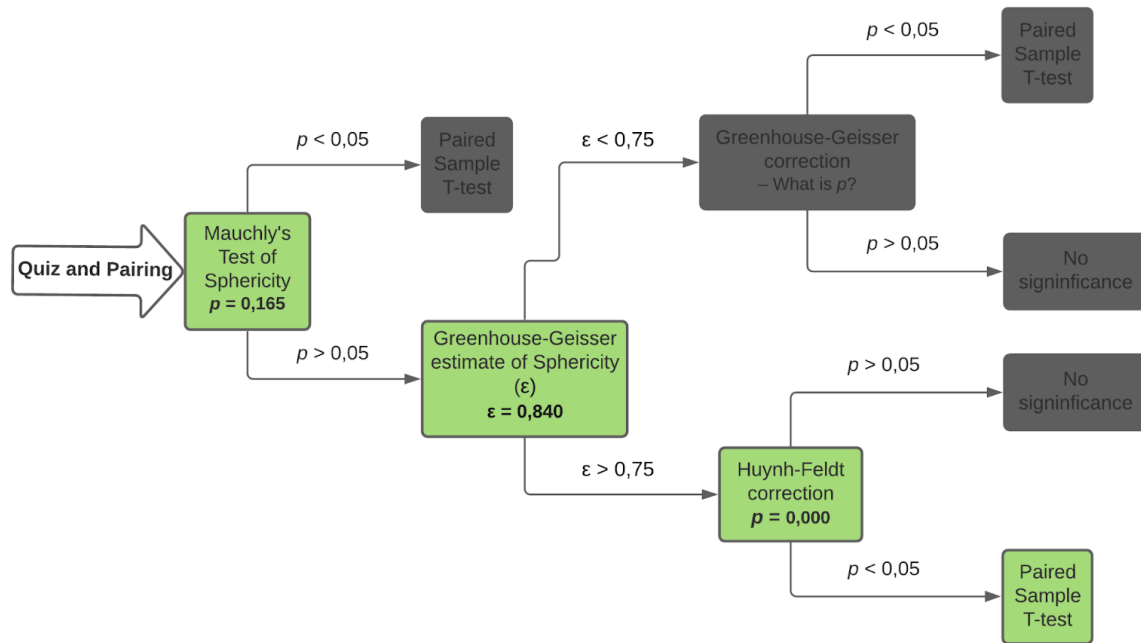 Quiz and Pairing
Mauchly's
Test of
Sphericity
p = 0,165
p < 0,05
Paired
Sample
T-test
p > 0,05
Greenhouse-Geisser
estimate of Sphericity
(ε)
ε = 0,840
ε < 0,75
Greenhouse-Geisser
correction
– What is p?
p < 0,05
Paired
Sample
T-test
p > 0,05
No
signinficance
ε > 0,75
Huynh-Feldt
correction
p = 0,000
p > 0,05
No
signinficance
p < 0,05
Paired
Sample
T-test